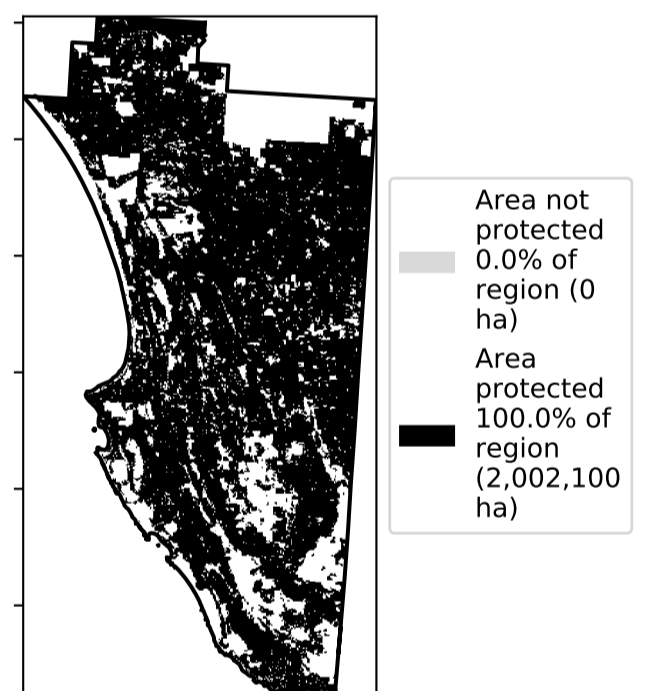 Area not
protected
0.0% of
region (0
ha)
Area
protected
100.0% of
region
(2,002,100
ha)